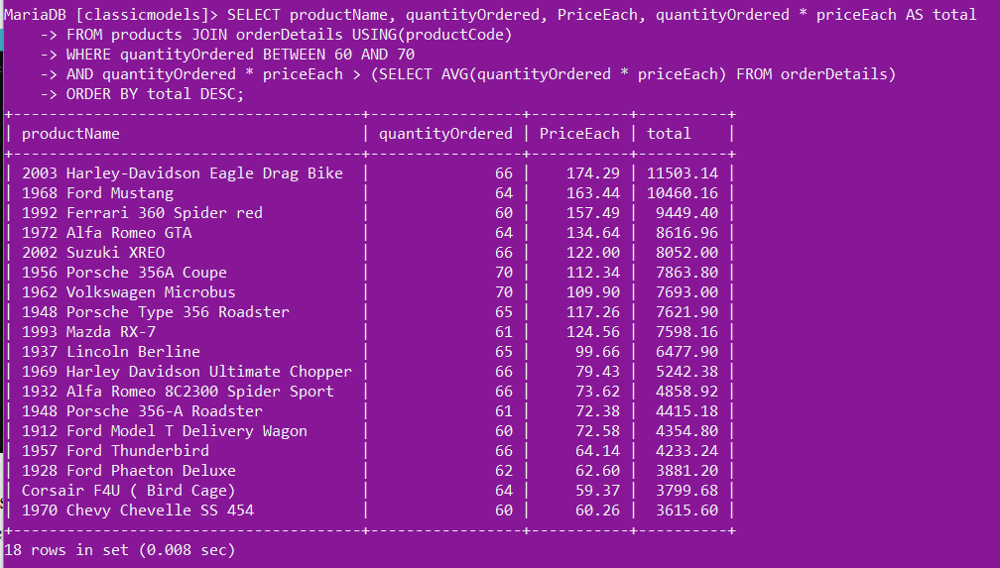 MariaDB [classicmodels]> SELECT productName, quantityOrdered, PriceEach, quantityOrdered * priceEach AS total
    -> FROM products JOIN orderDetails USING(productCode)
    -> WHERE quantityOrdered BETWEEN 60 AND 70
    -> AND quantityOrdered * priceEach > (SELECT AVG(quantityOrdered * priceEach) FROM orderDetails)
    -> ORDER BY total DESC;
+---------------------------------------+-----------------+-----------+----------+
| productName                           | quantityOrdered | PriceEach | total    |
+---------------------------------------+-----------------+-----------+----------+
| 2003 Harley-Davidson Eagle Drag Bike  |              66 |    174.29 | 11503.14 |
| 1968 Ford Mustang                     |              64 |    163.44 | 10460.16 |
| 1992 Ferrari 360 Spider red           |              60 |    157.49 |  9449.40 |
| 1972 Alfa Romeo GTA                   |              64 |    134.64 |  8616.96 |
| 2002 Suzuki XREO                      |              66 |    122.00 |  8052.00 |
| 1956 Porsche 356A Coupe               |              70 |    112.34 |  7863.80 |
| 1962 Volkswagen Microbus              |              70 |    109.90 |  7693.00 |
| 1948 Porsche Type 356 Roadster        |              65 |    117.26 |  7621.90 |
| 1993 Mazda RX-7                       |              61 |    124.56 |  7598.16 |
| 1937 Lincoln Berline                  |              65 |     99.66 |  6477.90 |
| 1969 Harley Davidson Ultimate Chopper |              66 |     79.43 |  5242.38 |
| 1932 Alfa Romeo 8C2300 Spider Sport   |              66 |     73.62 |  4858.92 |
| 1948 Porsche 356-A Roadster           |              61 |     72.38 |  4415.18 |
| 1912 Ford Model T Delivery Wagon      |              60 |     72.58 |  4354.80 |
| 1957 Ford Thunderbird                 |              66 |     64.14 |  4233.24 |
| 1928 Ford Phaeton Deluxe              |              62 |     62.60 |  3881.20 |
| Corsair F4U ( Bird Cage)              |              64 |     59.37 |  3799.68 |
| 1970 Chevy Chevelle SS 454            |              60 |     60.26 |  3615.60 |
+---------------------------------------+-----------------+-----------+----------+
18 rows in set (0.008 sec)